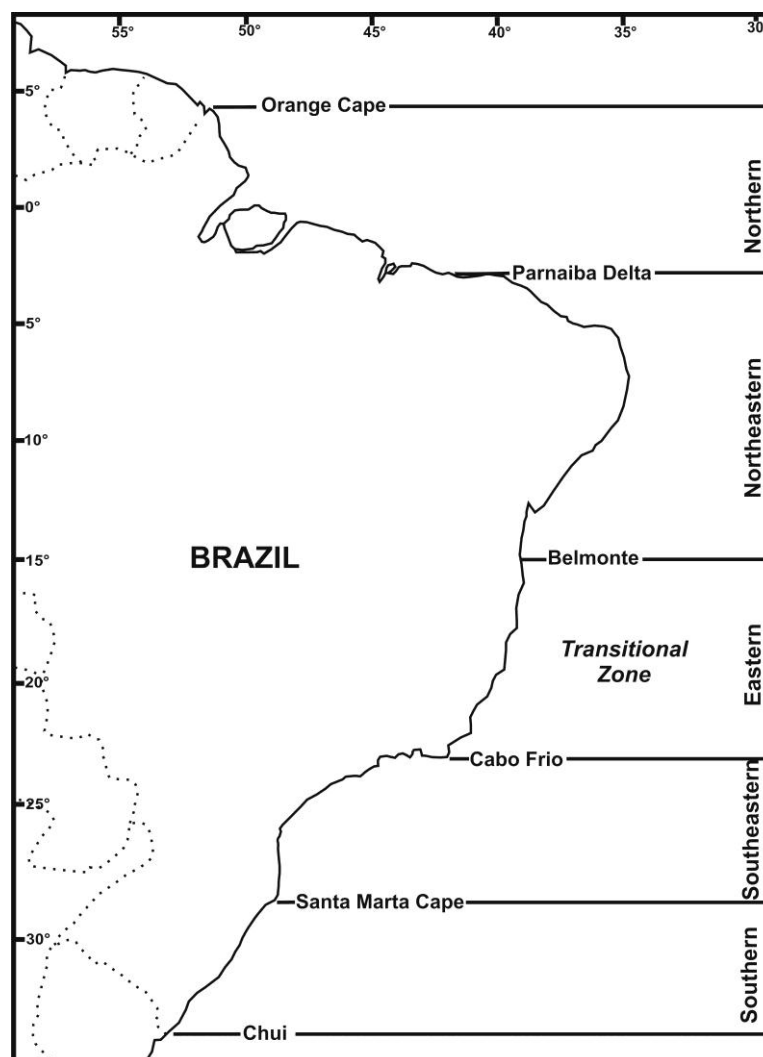 55° 50° 45° 40° 35° 30
5°
Orange Cape
Northern
0°
Parnaiba Delta
5°
Northeastern
10°
BRAZIL
15°
Belmonte
Transitional
Zone
Eastern
20°
Cabo Frio
Southeastern
25°
Santa Marta Cape
30°
Southern
Chui